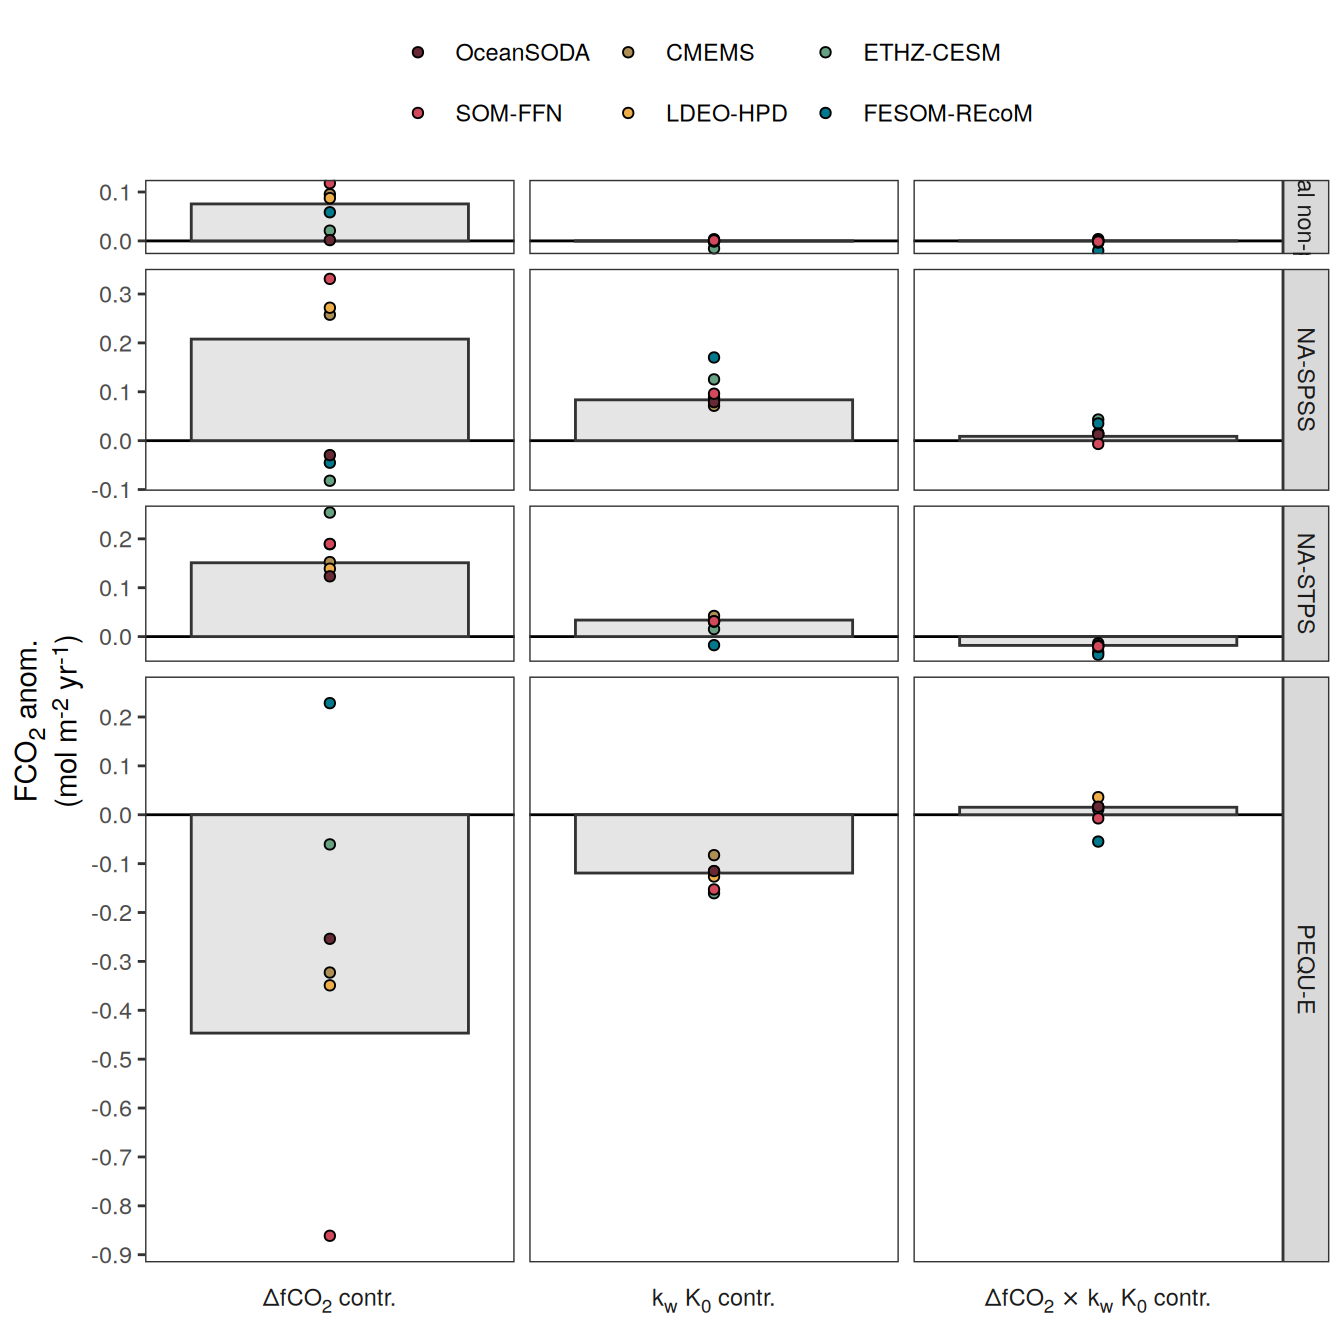 OceanSODA CMEMS ETHZ-CESM
SOM-FFN LDEO-HPD FESOM-REcoM
0.1
0.0
al non-
0.3
0.2
0.1
0.0
-0.1
NA-SPSS
0.2
0.1
0.0
NA-STPS
0.2
0.1
0.0
-0.1
-0.2
-0.3
-0.4
-0.5
-0.6
-0.7
-0.8
-0.9
PEQU-E
FCO₂ anom.
(mol m⁻² yr⁻¹)
ΔfCO₂ contr. k_w K₀ contr. ΔfCO₂ × k_w K₀ contr.